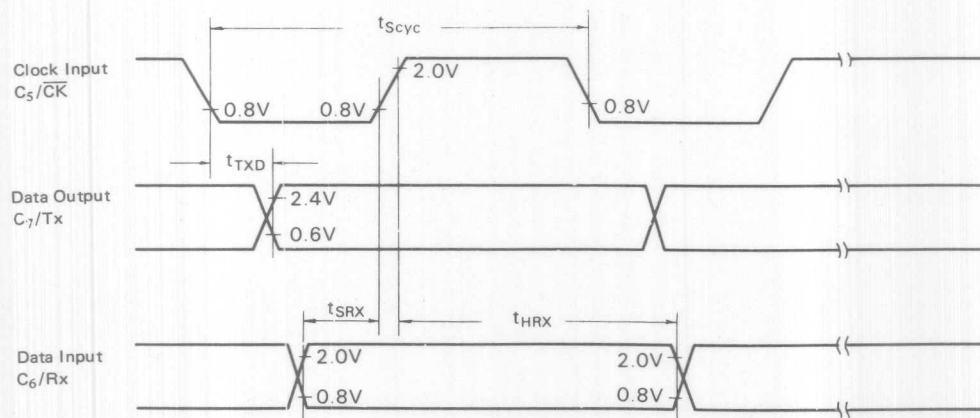 tScyc
Clock Input
C5/CK
0.8V
0.8V
2.0V
0.8V
tTXD
Data Output
C7/Tx
2.4V
0.6V
tSRX
tHRX
Data Input
C6/Rx
2.0V
2.0V
0.8V
0.8V